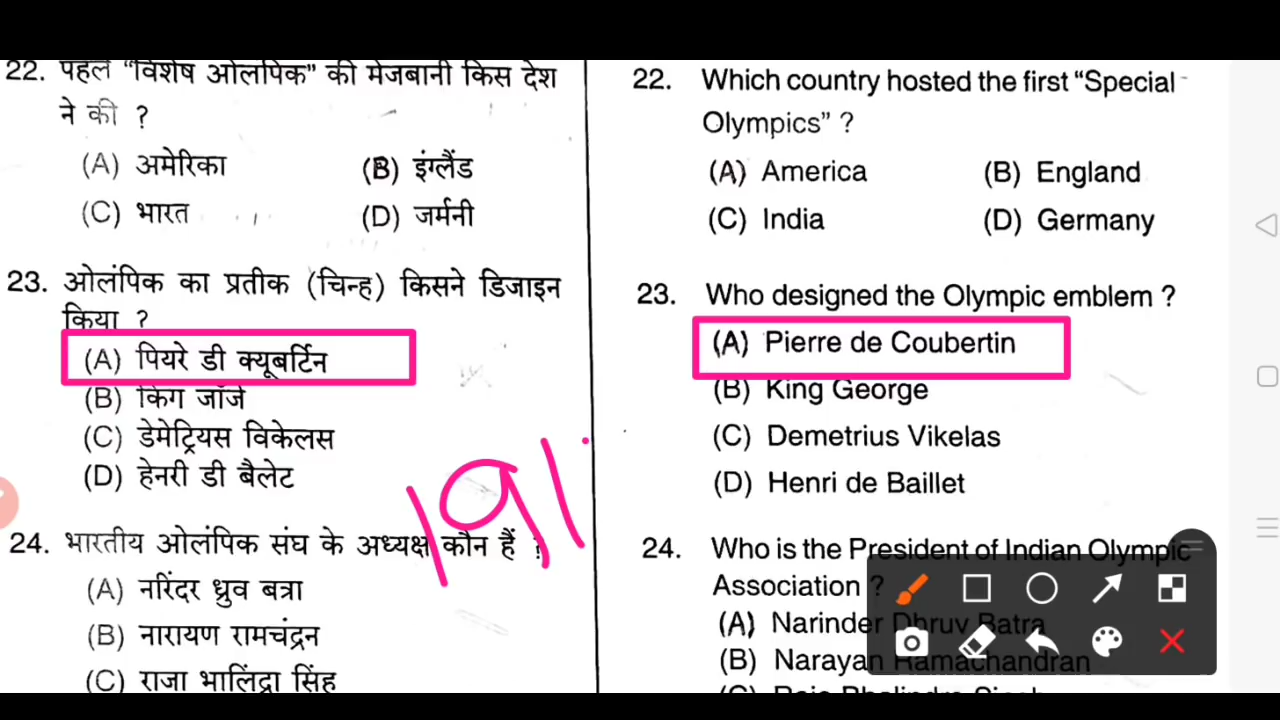 22. पहले “विशेष ओलंपिक” की मेजबानी किस देश
ने की ?
(A) अमेरिका (B) इंग्लैंड
(C) भारत (D) जर्मनी
23. ओलंपिक का प्रतीक (चिन्ह) किसने डिजाइन
किया ?
(A) पियरे डी क्यूबर्टिन
(B) किंग जॉर्ज
(C) डेमेट्रियस विकेलस
(D) हेनरी डी बैलेट
24. भारतीय ओलंपिक संघ के अध्यक्ष कौन हैं ?
(A) नरिंदर ध्रुव बत्रा
(B) नारायण रामचंद्रन
(C) राजा भालिंद्रा सिंह
191
22. Which country hosted the first “Special
Olympics” ?
(A) America (B) England
(C) India (D) Germany
23. Who designed the Olympic emblem ?
(A) Pierre de Coubertin
(B) King George
(C) Demetrius Vikelas
(D) Henri de Baillet
24. Who is the President of Indian Olympic
Association ?
(A) Narinder Dhruv Batra
(B) Narayan Ramachandran